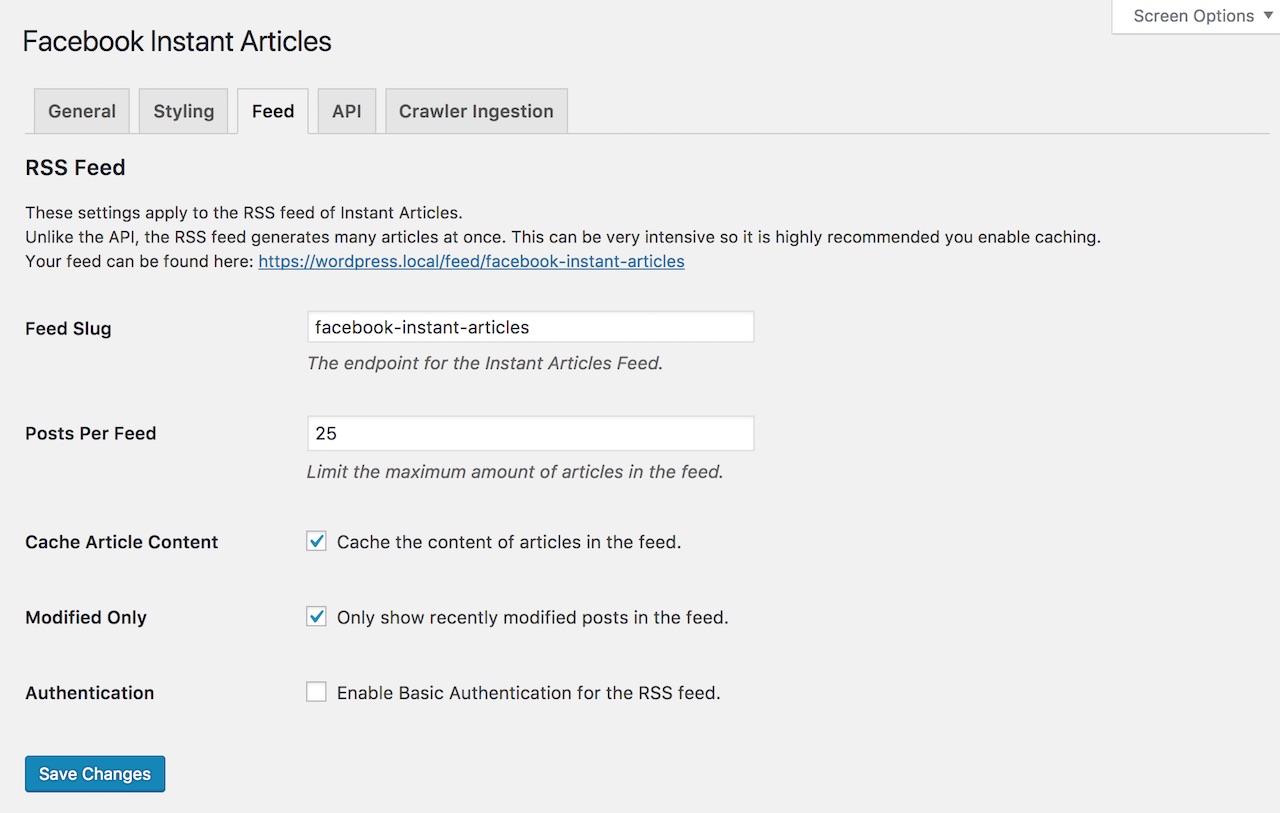 Screen Options
Facebook Instant Articles
General
Styling
Feed
API
Crawler Ingestion
RSS Feed
These settings apply to the RSS feed of Instant Articles.
Unlike the API, the RSS feed generates many articles at once. This can be very intensive so it is highly recommended you enable caching.
Your feed can be found here: https://wordpress.local/feed/facebook-instant-articles
Feed Slug
facebook-instant-articles
The endpoint for the Instant Articles Feed.
Posts Per Feed
25
Limit the maximum amount of articles in the feed.
Cache Article Content
Cache the content of articles in the feed.
Modified Only
Only show recently modified posts in the feed.
Authentication
Enable Basic Authentication for the RSS feed.
Save Changes